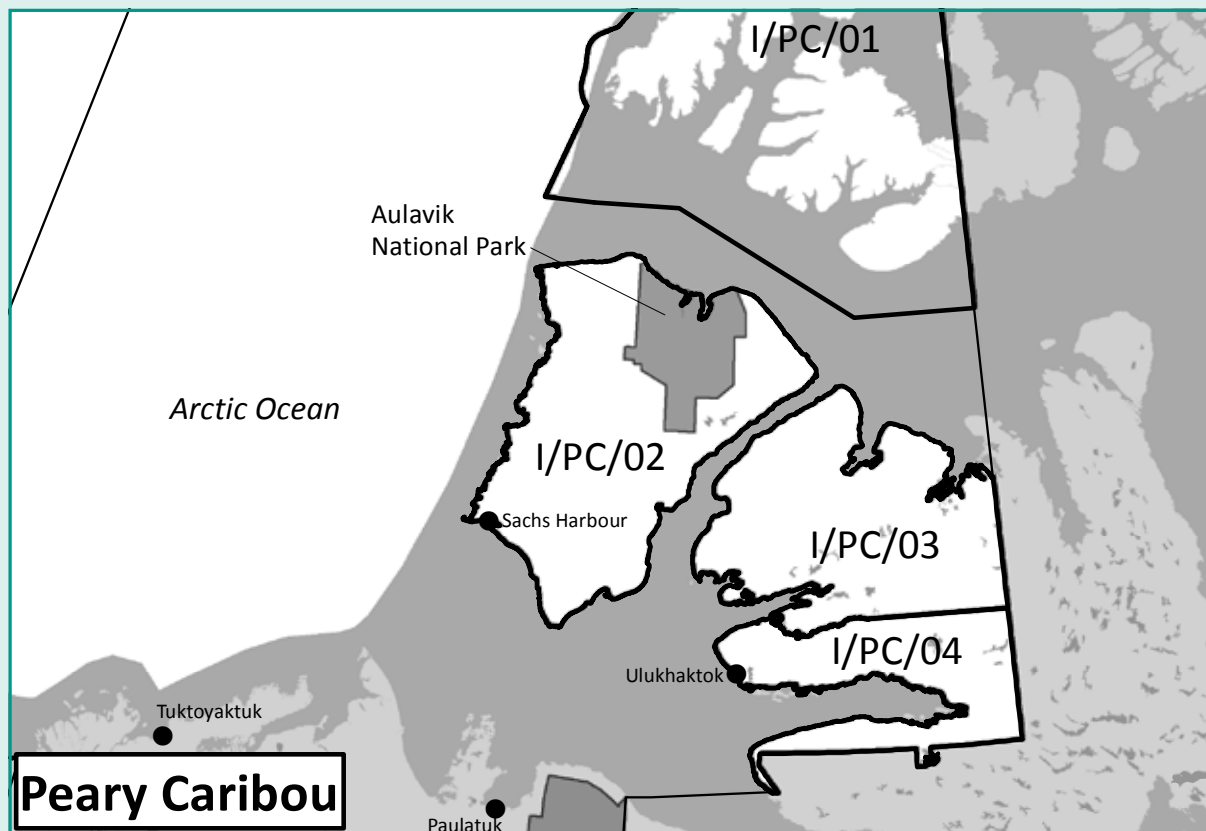 I/PC/01
Aulavik
National Park
Arctic Ocean
I/PC/02
Sachs Harbour
I/PC/03
I/PC/04
Ulukhaktok
Tuktoyaktuk
Peary Caribou
Paulatuk